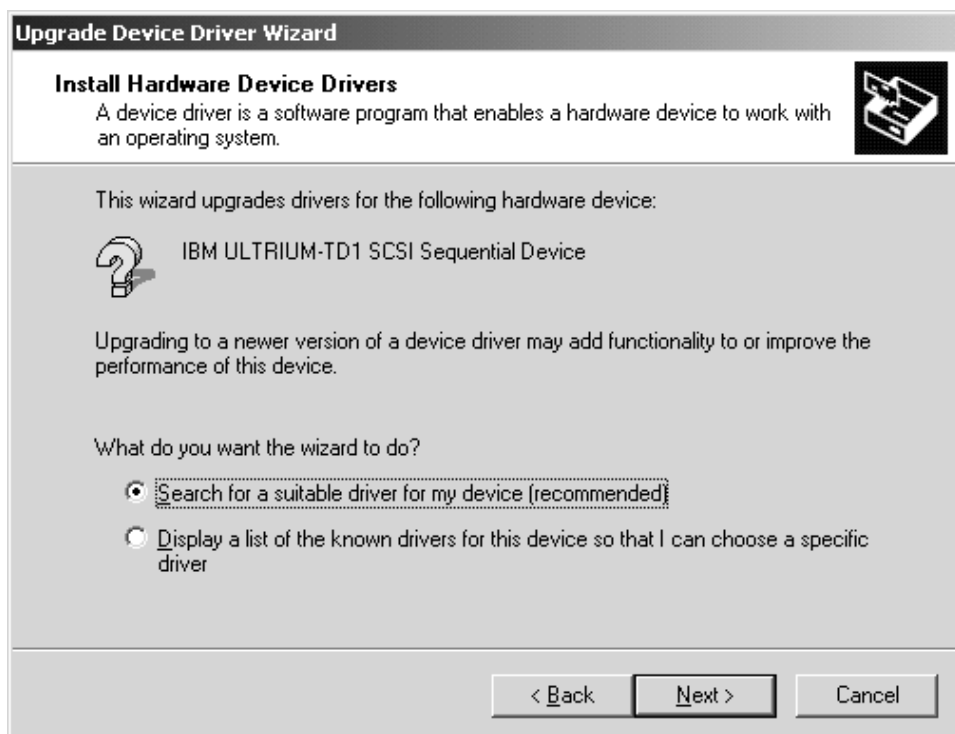 Upgrade Device Driver Wizard
Install Hardware Device Drivers
A device driver is a software program that enables a hardware device to work with
an operating system.
This wizard upgrades drivers for the following hardware device:
IBM ULTRIUM-TD1 SCSI Sequential Device
Upgrading to a newer version of a device driver may add functionality to or improve the
performance of this device.
What do you want the wizard to do?
Search for a suitable driver for my device (recommended)
Display a list of the known drivers for this device so that I can choose a specific
driver
< Back Next > Cancel